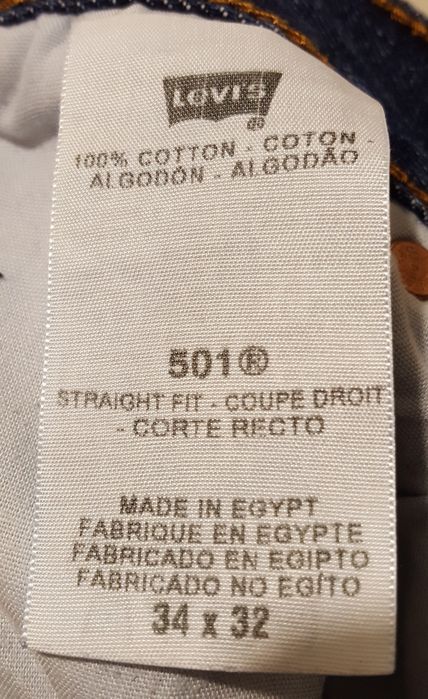 LEVI'S
®
100% COTTON - COTON -
ALGODÓN - ALGODÃO
501®
STRAIGHT FIT - COUPE DROIT
- CORTE RECTO
MADE IN EGYPT
FABRIQUE EN EGYPTE
FABRICADO EN EGIPTO
FABRICADO NO EGÍTO
34 x 32